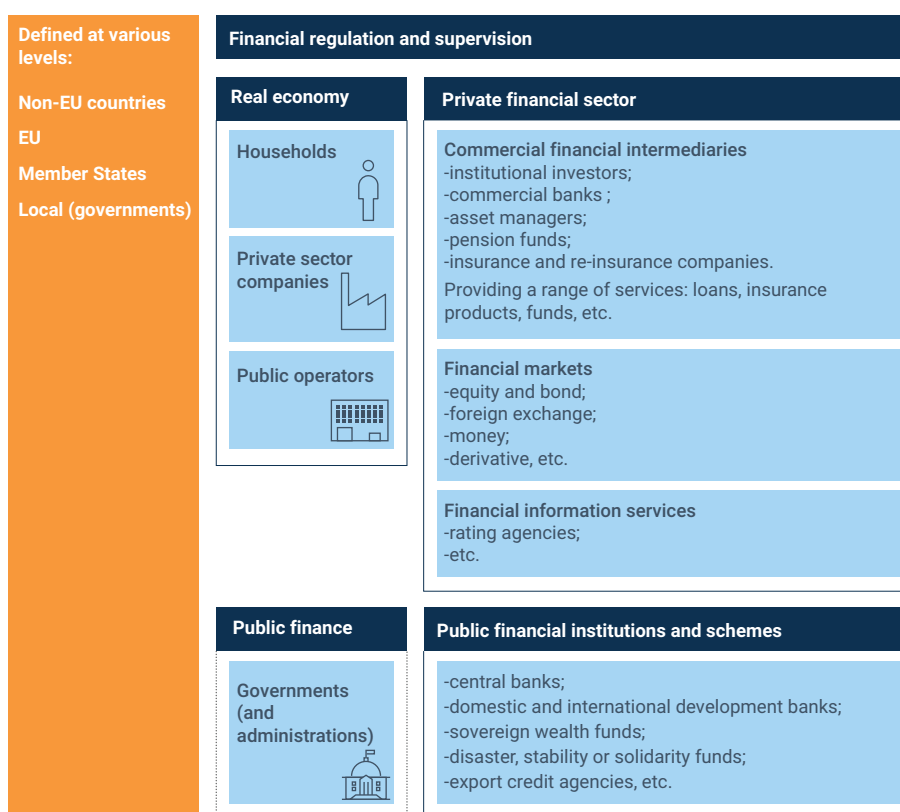 Defined at various
levels:
Non-EU countries
EU
Member States
Local (governments)
Financial regulation and supervision
Real economy
Households
Private sector
companies
Public operators
Private financial sector
Commercial financial intermediaries
-institutional investors;
-commercial banks ;
-asset managers;
-pension funds;
-insurance and re-insurance companies.
Providing a range of services: loans, insurance
products, funds, etc.
Financial markets
-equity and bond;
-foreign exchange;
-money;
-derivative, etc.
Financial information services
-rating agencies;
-etc.
Public finance
Governments
(and
administrations)
Public financial institutions and schemes
-central banks;
-domestic and international development banks;
-sovereign wealth funds;
-disaster, stability or solidarity funds;
-export credit agencies, etc.